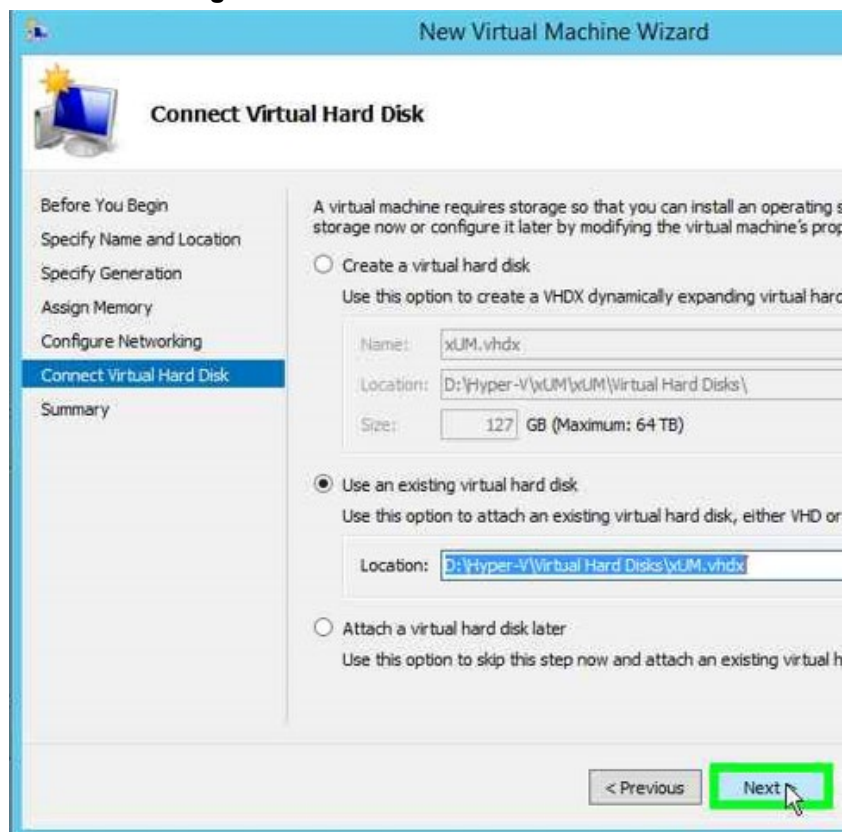 New Virtual Machine Wizard
Connect Virtual Hard Disk
Before You Begin
Specify Name and Location
Specify Generation
Assign Memory
Configure Networking
Connect Virtual Hard Disk
Summary
A virtual machine requires storage so that you can install an operating s
storage now or configure it later by modifying the virtual machine's prop
Create a virtual hard disk
Use this option to create a VHDX dynamically expanding virtual hard
Name: xUM.vhdx
Location: D:\Hyper-V\xUM\xUM\Virtual Hard Disks\
Size: 127 GB (Maximum: 64 TB)
Use an existing virtual hard disk
Use this option to attach an existing virtual hard disk, either VHD or
Location: D:\Hyper-V\Virtual Hard Disks\xUM.vhdx
Attach a virtual hard disk later
Use this option to skip this step now and attach an existing virtual h
< Previous Next >